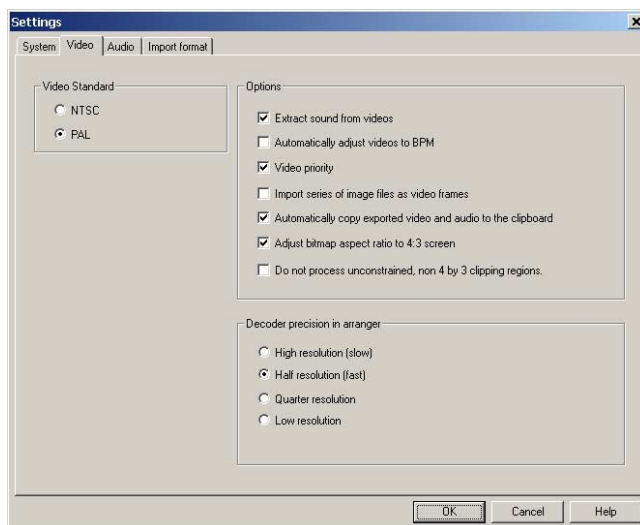 Settings
System Video Audio Import format
Video Standard
NTSC
PAL
Options
Extract sound from videos
Automatically adjust videos to BPM
Video priority
Import series of image files as video frames
Automatically copy exported video and audio to the clipboard
Adjust bitmap aspect ratio to 4:3 screen
Do not process unconstrained, non 4 by 3 clipping regions.
Decoder precision in arranger
High resolution (slow)
Half resolution (fast)
Quarter resolution
Low resolution
OK Cancel Help